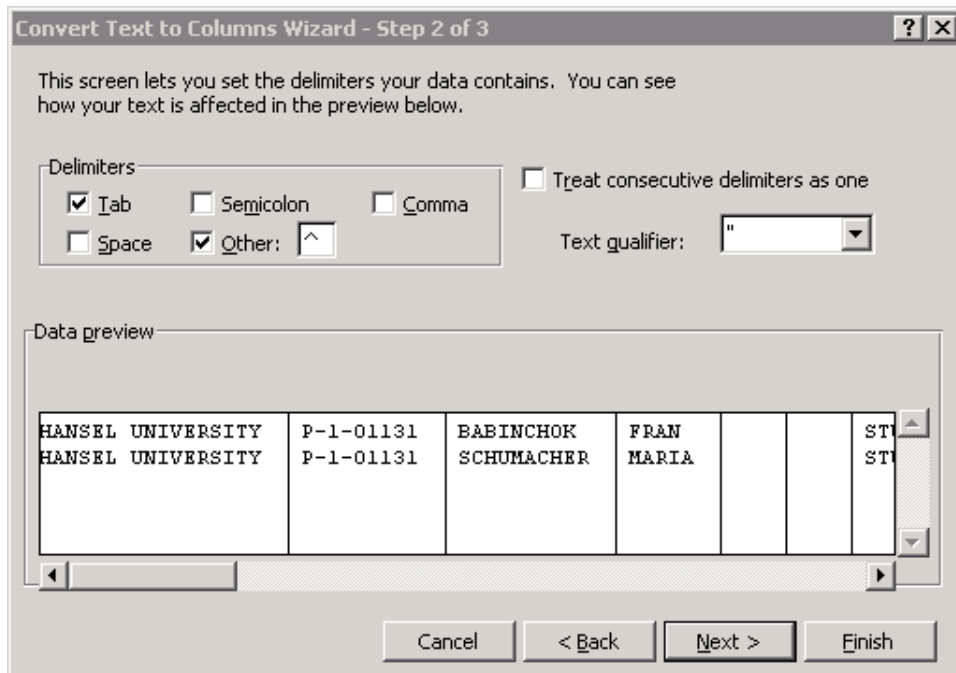 Convert Text to Columns Wizard - Step 2 of 3
This screen lets you set the delimiters your data contains. You can see
how your text is affected in the preview below.
Delimiters
Tab Semicolon Comma
Space Other: ^
Treat consecutive delimiters as one
Text qualifier: "
Data preview
HANSEL UNIVERSITY P-1-01131 BABINCHOK FRAN
HANSEL UNIVERSITY P-1-01131 SCHUMACHER MARIA
Cancel < Back Next > Finish